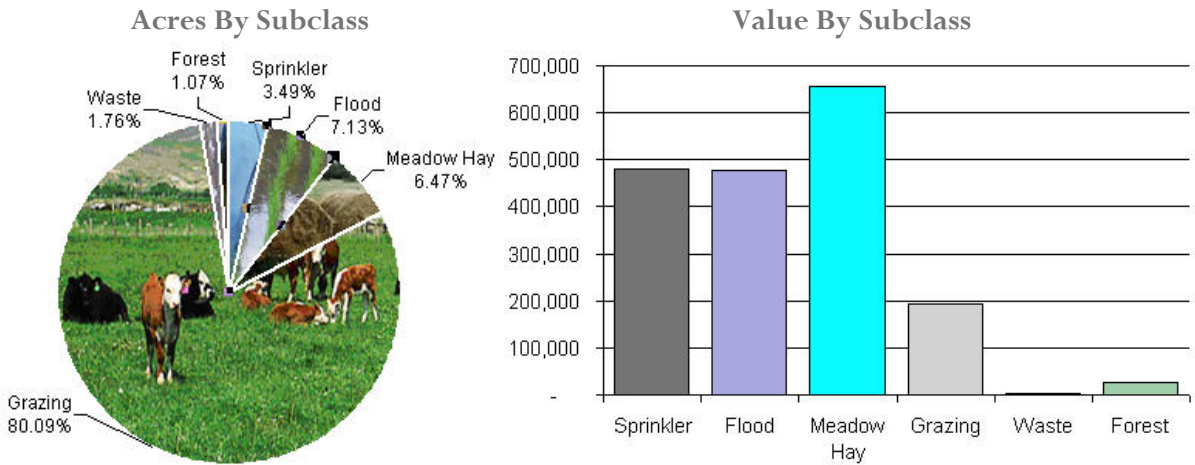 Acres By Subclass
Forest
1.07%
Sprinkler
3.49%
Waste
1.76%
Flood
7.13%
Meadow Hay
6.47%
Grazing
80.09%
Value By Subclass
700,000
600,000
500,000
400,000
300,000
200,000
100,000
-
Sprinkler
Flood
Meadow
Hay
Grazing
Waste
Forest